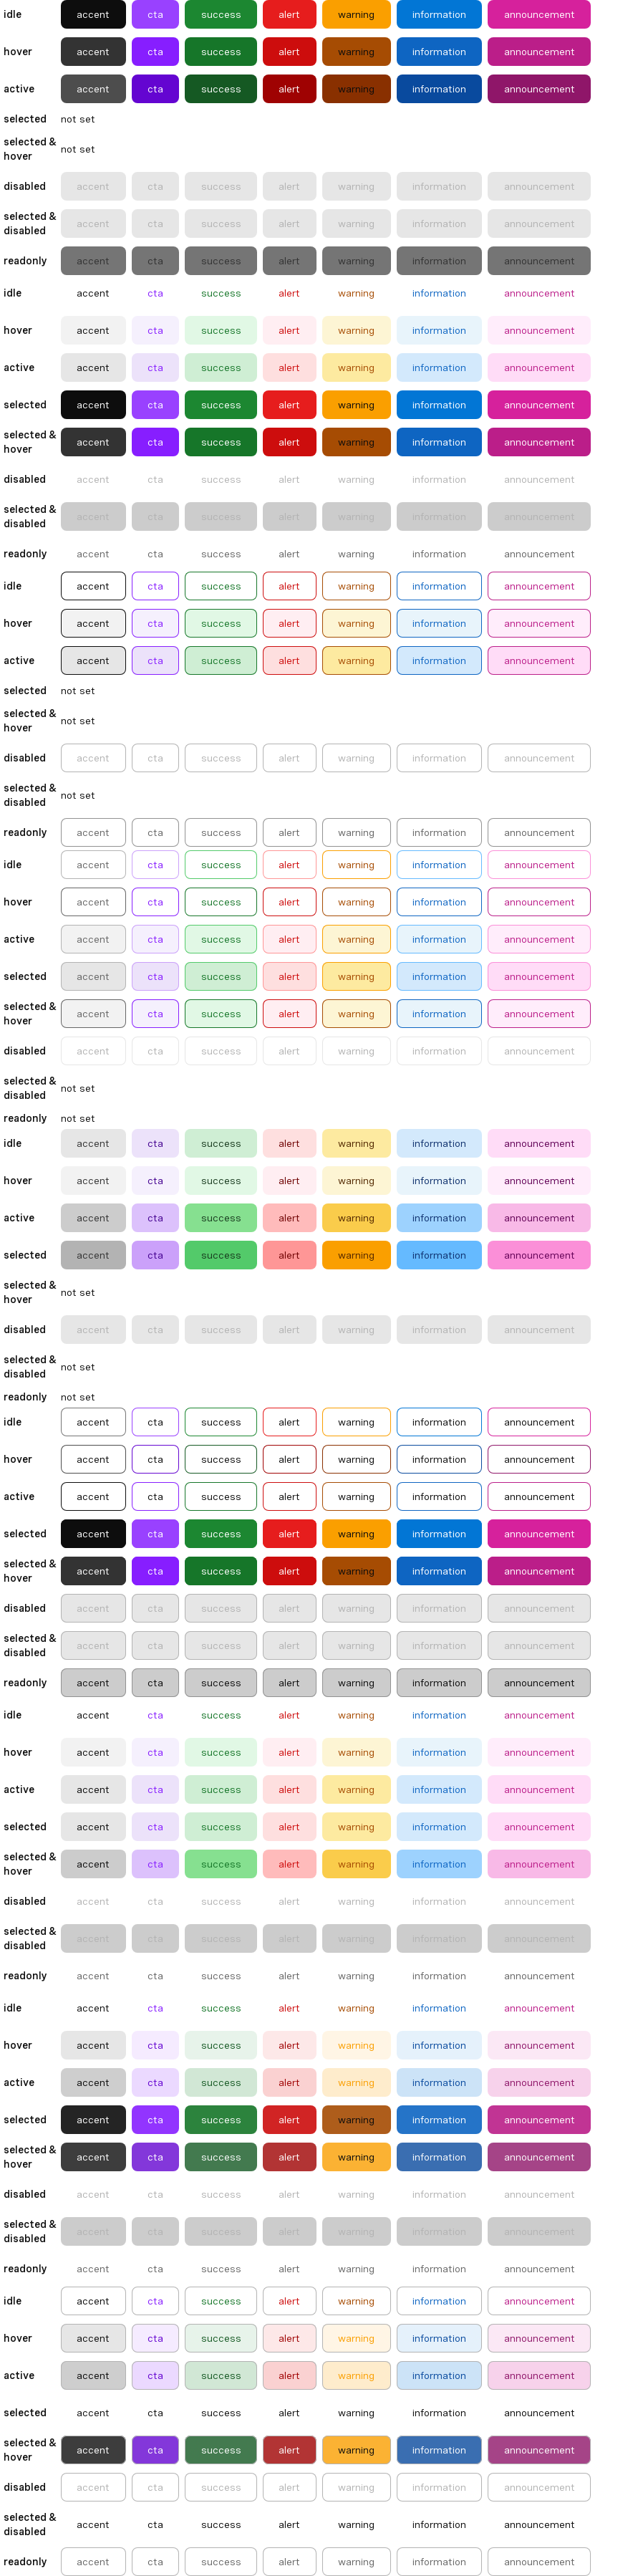 idle accent cta success alert warning information announcement
hover accent cta success alert warning information announcement
active accent cta success alert warning information announcement
selected not set
selected &
hover not set
disabled accent cta success alert warning information announcement
selected &
disabled accent cta success alert warning information announcement
readonly accent cta success alert warning information announcement
idle accent cta success alert warning information announcement
hover accent cta success alert warning information announcement
active accent cta success alert warning information announcement
selected accent cta success alert warning information announcement
selected &
hover accent cta success alert warning information announcement
disabled accent cta success alert warning information announcement
selected &
disabled accent cta success alert warning information announcement
readonly accent cta success alert warning information announcement
idle accent cta success alert warning information announcement
hover accent cta success alert warning information announcement
active accent cta success alert warning information announcement
selected not set
selected &
hover not set
disabled accent cta success alert warning information announcement
selected &
disabled not set
readonly accent cta success alert warning information announcement
idle accent cta success alert warning information announcement
hover accent cta success alert warning information announcement
active accent cta success alert warning information announcement
selected accent cta success alert warning information announcement
selected &
hover accent cta success alert warning information announcement
disabled accent cta success alert warning information announcement
selected &
disabled not set
readonly not set
idle accent cta success alert warning information announcement
hover accent cta success alert warning information announcement
active accent cta success alert warning information announcement
selected accent cta success alert warning information announcement
selected &
hover not set
disabled accent cta success alert warning information announcement
selected &
disabled not set
readonly not set
idle accent cta success alert warning information announcement
hover accent cta success alert warning information announcement
active accent cta success alert warning information announcement
selected accent cta success alert warning information announcement
selected &
hover accent cta success alert warning information announcement
disabled accent cta success alert warning information announcement
selected &
disabled accent cta success alert warning information announcement
readonly accent cta success alert warning information announcement
idle accent cta success alert warning information announcement
hover accent cta success alert warning information announcement
active accent cta success alert warning information announcement
selected accent cta success alert warning information announcement
selected &
hover accent cta success alert warning information announcement
disabled accent cta success alert warning information announcement
selected &
disabled accent cta success alert warning information announcement
readonly accent cta success alert warning information announcement
idle accent cta success alert warning information announcement
hover accent cta success alert warning information announcement
active accent cta success alert warning information announcement
selected accent cta success alert warning information announcement
selected &
hover accent cta success alert warning information announcement
disabled accent cta success alert warning information announcement
selected &
disabled accent cta success alert warning information announcement
readonly accent cta success alert warning information announcement
idle accent cta success alert warning information announcement
hover accent cta success alert warning information announcement
active accent cta success alert warning information announcement
selected accent cta success alert warning information announcement
selected &
hover accent cta success alert warning information announcement
disabled accent cta success alert warning information announcement
selected &
disabled accent cta success alert warning information announcement
readonly accent cta success alert warning information announcement